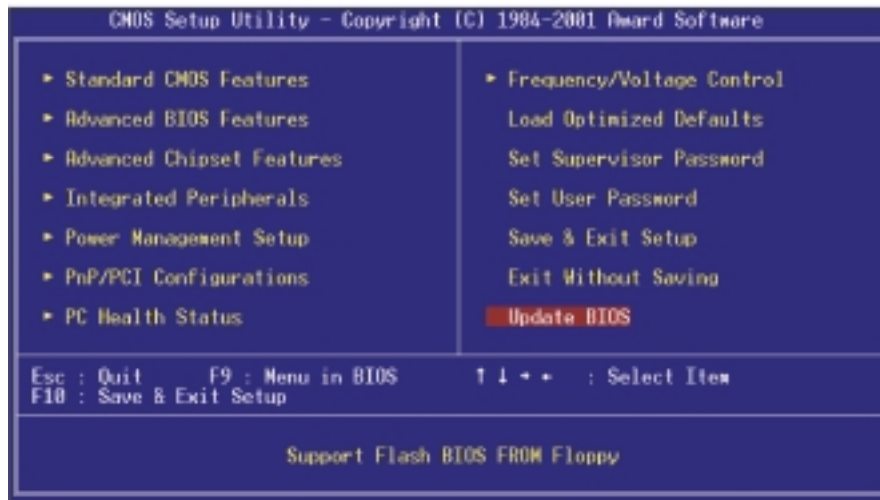 CMOS Setup Utility - Copyright (C) 1984-2001 Award Software
► Standard CMOS Features
► Advanced BIOS Features
► Advanced Chipset Features
► Integrated Peripherals
► Power Management Setup
► PnP/PCI Configurations
► PC Health Status
► Frequency/Voltage Control
Load Optimized Defaults
Set Supervisor Password
Set User Password
Save & Exit Setup
Exit Without Saving
Update BIOS
Esc : Quit F9 : Menu in BIOS ↑ ↓ → ← : Select Item
F10 : Save & Exit Setup
Support Flash BIOS FROM Floppy